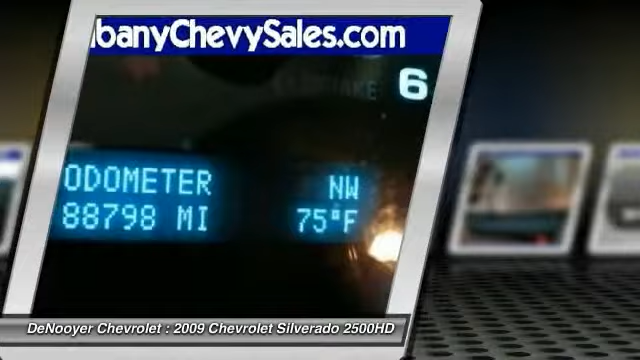 banyChevySales.com
6
ODOMETER NW
88798 MI 75°F
DeNooyer Chevrolet : 2009 Chevrolet Silverado 2500HD